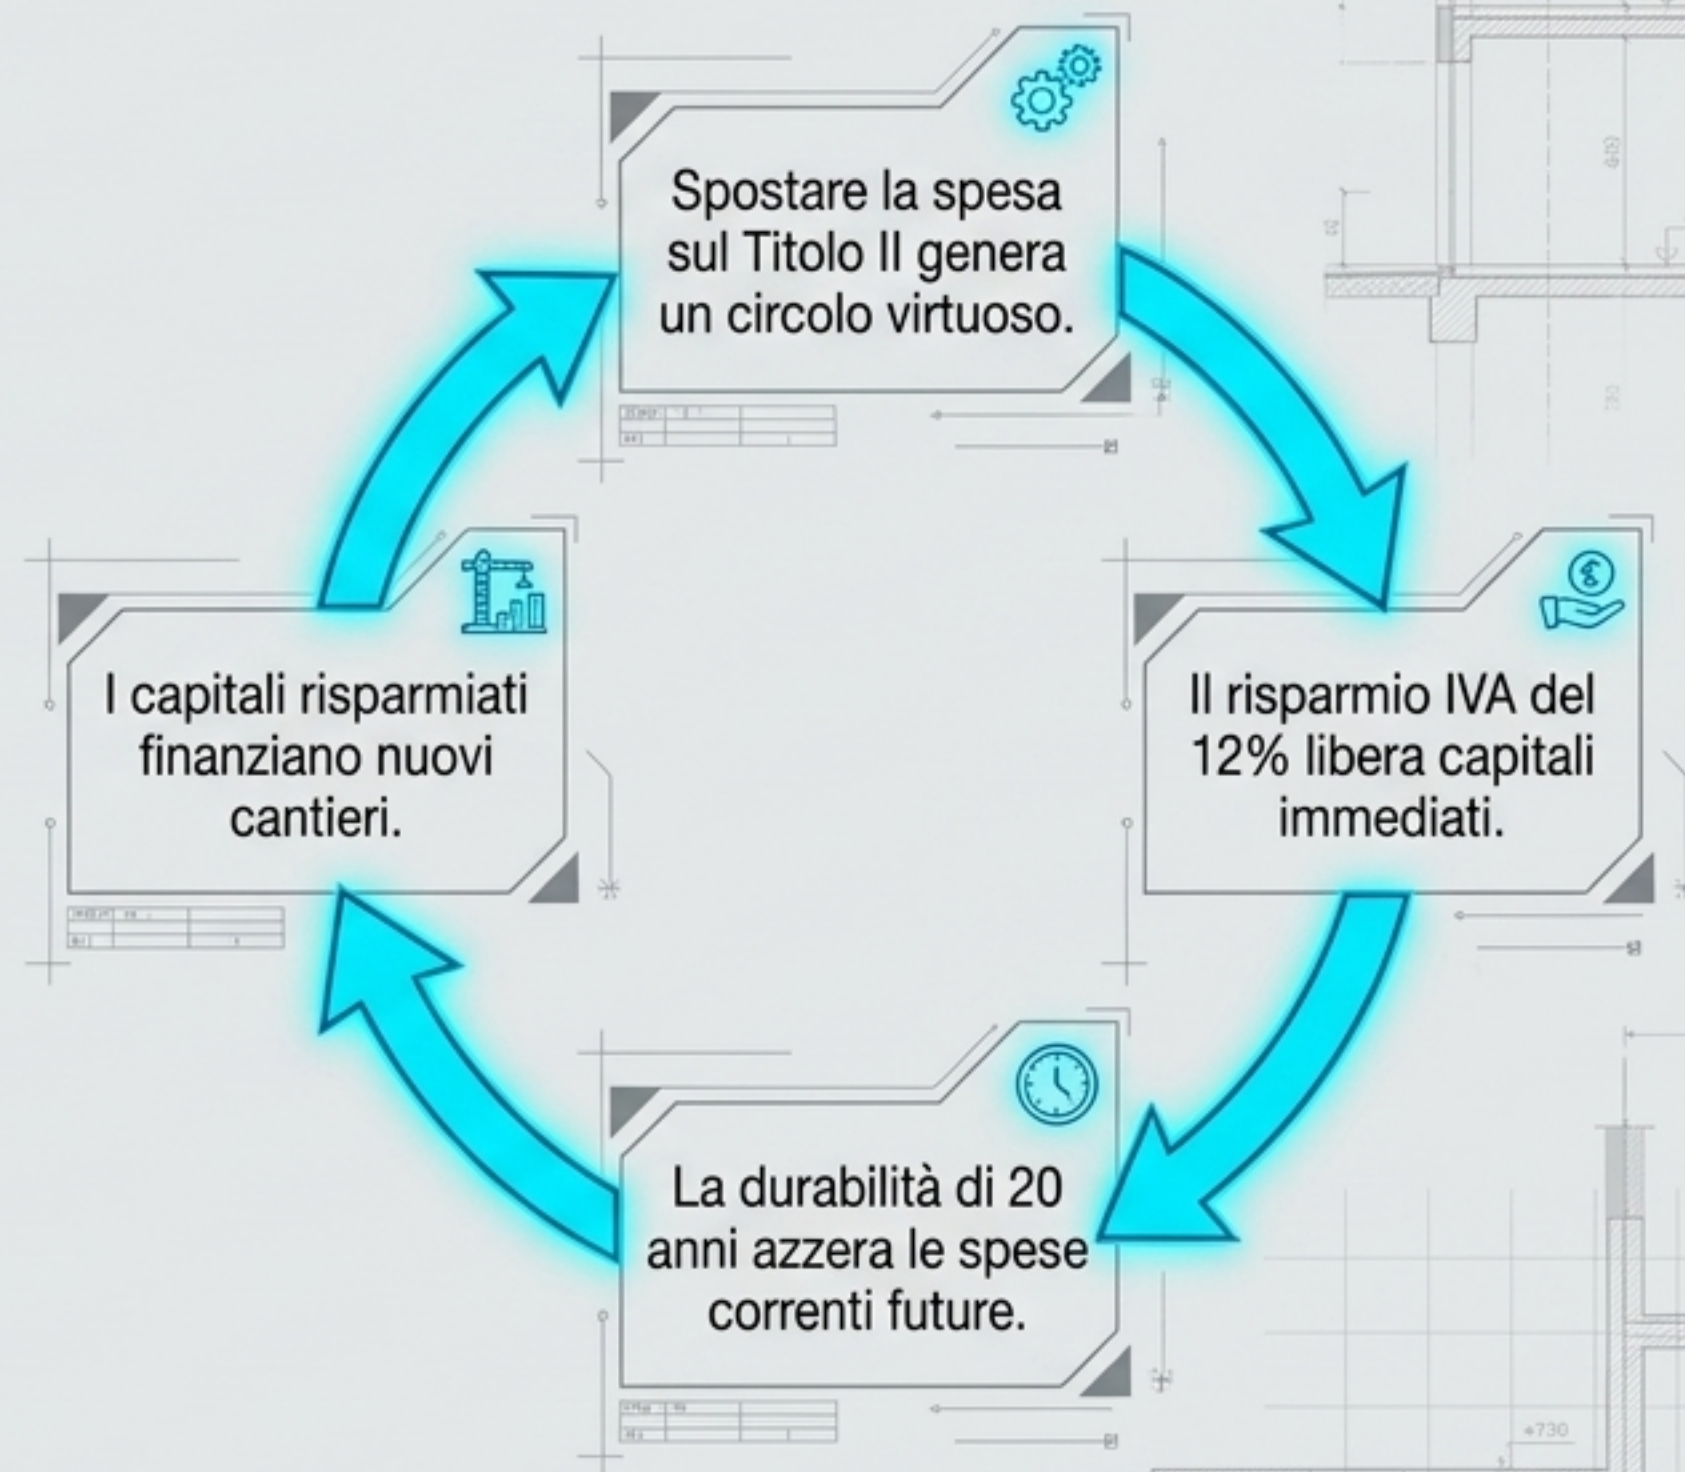 Spostare la spesa
sul Titolo II genera
un circolo virtuoso.
Il risparmio IVA del
12% libera capitali
immediati.
La durabilità di 20
anni azzera le spese
correnti future.
I capitali risparmiati
finanziano nuovi
cantieri.
+730